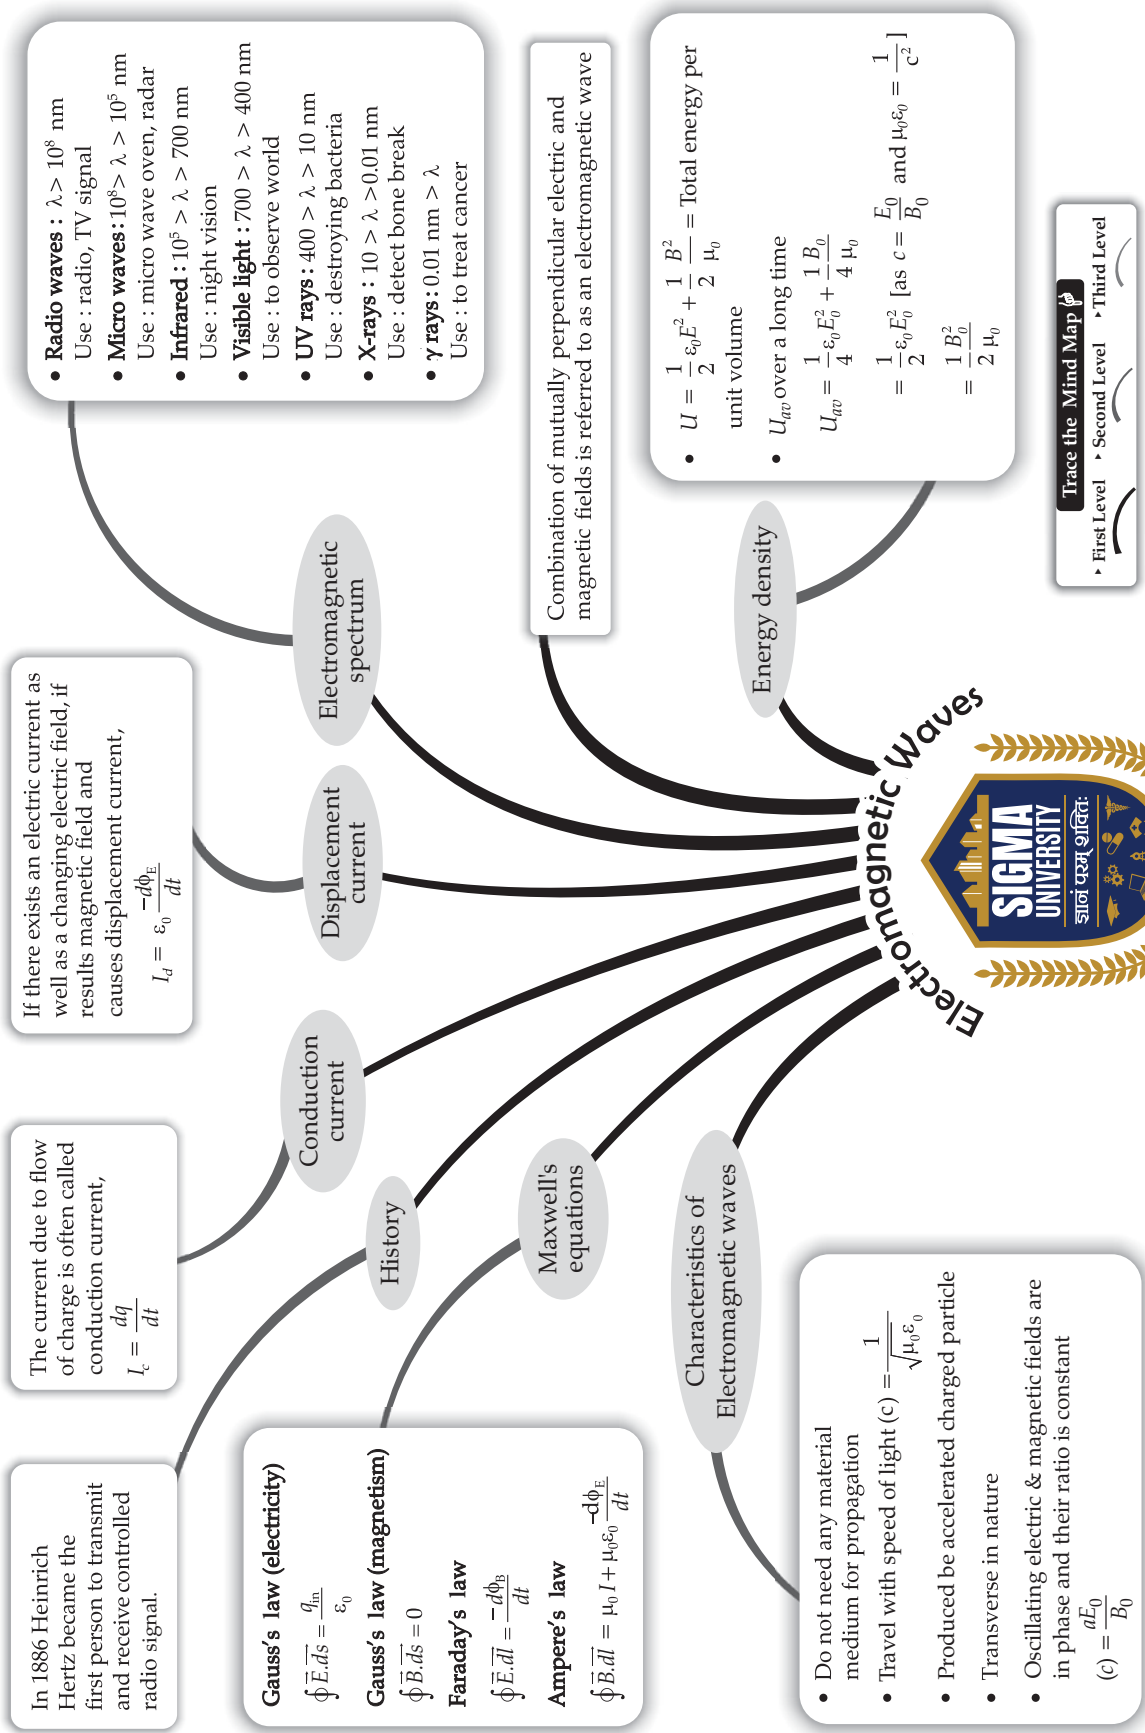 Electromagnetic Waves
SIGMA
UNIVERSITY
ज्ञानं परम् शक्ति:
In 1886 Heinrich
Hertz became the
first person to transmit
and receive controlled
radio signal.
History
The current due to flow
of charge is often called
conduction current,
I_c = dq/dt
Conduction
current
If there exists an electric current as
well as a changing electric field, if
results magnetic field and
causes displacement current,
I_d = ε₀ −dϕ_E/dt
Displacement
current
• Radio waves : λ > 10⁸ nm
Use : radio, TV signal
• Micro waves : 10⁸ > λ > 10⁵ nm
Use : micro wave oven, radar
• Infrared : 10⁵ > λ > 700 nm
Use : night vision
• Visible light : 700 > λ > 400 nm
Use : to observe world
• UV rays : 400 > λ > 10 nm
Use : destroying bacteria
• X-rays : 10 > λ >0.01 nm
Use : detect bone break
• γ rays : 0.01 nm > λ
Use : to treat cancer
Electromagnetic
spectrum
Combination of mutually perpendicular electric and
magnetic fields is referred to as an electromagnetic wave
Gauss's law (electricity)
∮E⃗.ds⃗ = q_in/ε₀
Gauss's law (magnetism)
∮B⃗.ds⃗ = 0
Faraday's law
∮E⃗.dl⃗ = −dϕ_B/dt
Ampere's law
∮B⃗.dl⃗ = μ₀ I + μ₀ε₀ −dϕ_E/dt
Maxwell's
equations
Characteristics of
Electromagnetic waves
• Do not need any material
medium for propagation
• Travel with speed of light (c) = 1/√μ₀ε₀
• Produced be accelerated charged particle
• Transverse in nature
• Oscillating electric & magnetic fields are
in phase and their ratio is constant
(c) = aE₀/B₀
Energy density
• U = 1/2 ε₀E² + 1/2 B²/μ₀ = Total energy per
unit volume
• U_av over a long time
U_av = 1/4 ε₀E₀² + 1/4 B₀/μ₀
= 1/2 ε₀E₀² [as c = E₀/B₀ and μ₀ε₀ = 1/c² ]
= 1/2 B₀²/μ₀
Trace the Mind Map
▸ First Level ▸ Second Level ▸ Third Level